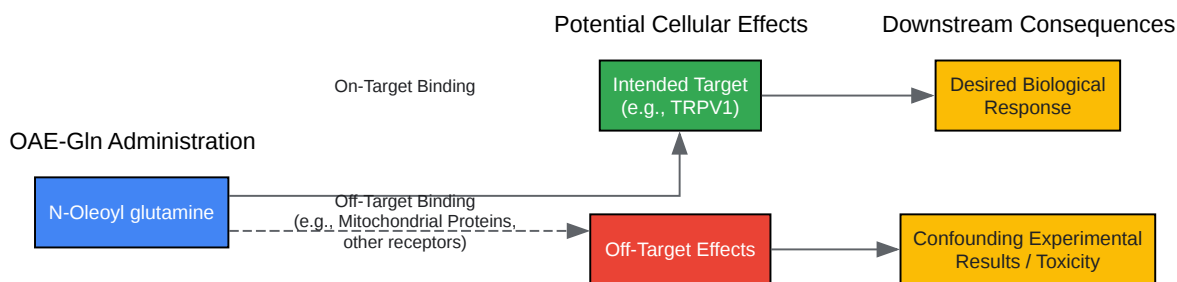 Potential Cellular Effects
Downstream Consequences
On-Target Binding
Intended Target
(e.g., TRPV1)
Desired Biological
Response
OAE-Gln Administration
N-Oleoyl glutamine
Off-Target Binding
(e.g., Mitochondrial Proteins,
other receptors)
Off-Target Effects
Confounding Experimental
Results / Toxicity